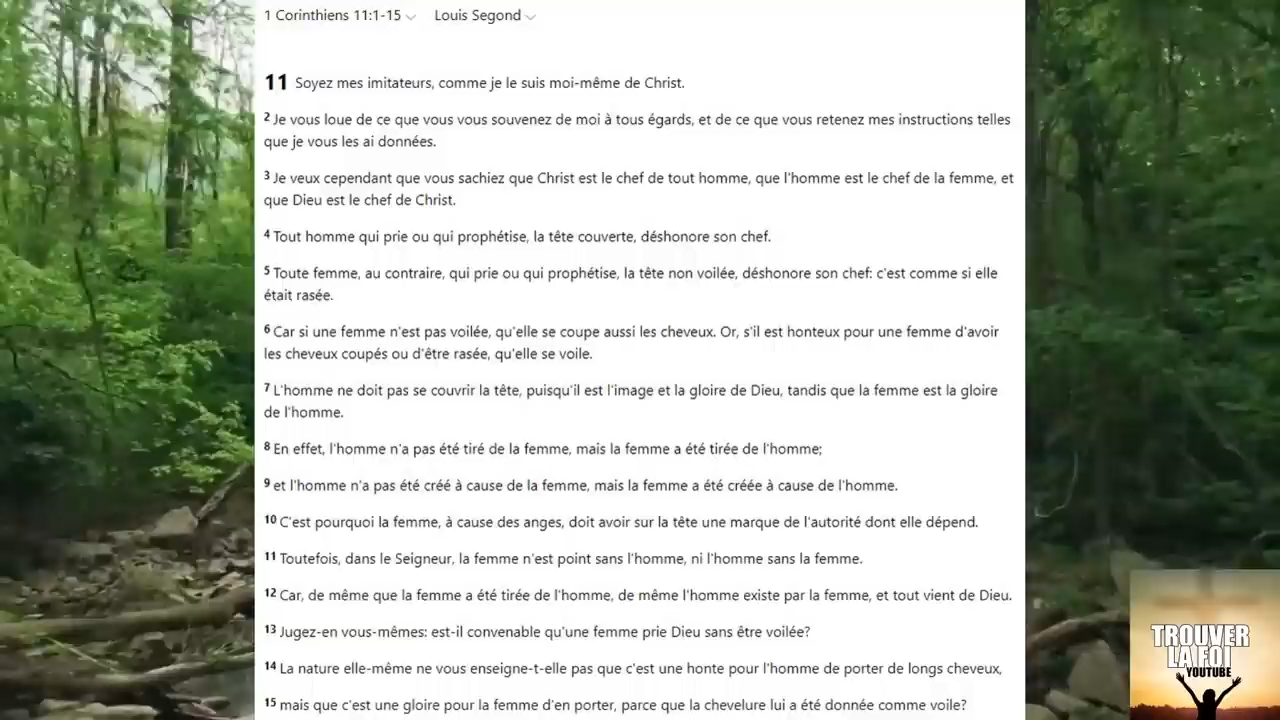 1 Corinthiens 11:1-15 Louis Segond
11 Soyez mes imitateurs, comme je le suis moi-même de Christ.
2 Je vous loue de ce que vous vous souvenez de moi à tous égards, et de ce que vous retenez mes instructions telles
que je vous les ai données.
3 Je veux cependant que vous sachiez que Christ est le chef de tout homme, que l'homme est le chef de la femme, et
que Dieu est le chef de Christ.
4 Tout homme qui prie ou qui prophétise, la tête couverte, déshonore son chef.
5 Toute femme, au contraire, qui prie ou qui prophétise, la tête non voilée, déshonore son chef: c'est comme si elle
était rasée.
6 Car si une femme n'est pas voilée, qu'elle se coupe aussi les cheveux. Or, s'il est honteux pour une femme d'avoir
les cheveux coupés ou d'être rasée, qu'elle se voile.
7 L'homme ne doit pas se couvrir la tête, puisqu'il est l'image et la gloire de Dieu, tandis que la femme est la gloire
de l'homme.
8 En effet, l'homme n'a pas été tiré de la femme, mais la femme a été tirée de l'homme;
9 et l'homme n'a pas été créé à cause de la femme, mais la femme a été créée à cause de l'homme.
10 C'est pourquoi la femme, à cause des anges, doit avoir sur la tête une marque de l'autorité dont elle dépend.
11 Toutefois, dans le Seigneur, la femme n'est point sans l'homme, ni l'homme sans la femme.
12 Car, de même que la femme a été tirée de l'homme, de même l'homme existe par la femme, et tout vient de Dieu.
13 Jugez-en vous-mêmes: est-il convenable qu'une femme prie Dieu sans être voilée?
14 La nature elle-même ne vous enseigne-t-elle pas que c'est une honte pour l'homme de porter de longs cheveux,
15 mais que c'est une gloire pour la femme d'en porter, parce que la chevelure lui a été donnée comme voile?
TROUVER
LA FOI
YOUTUBE